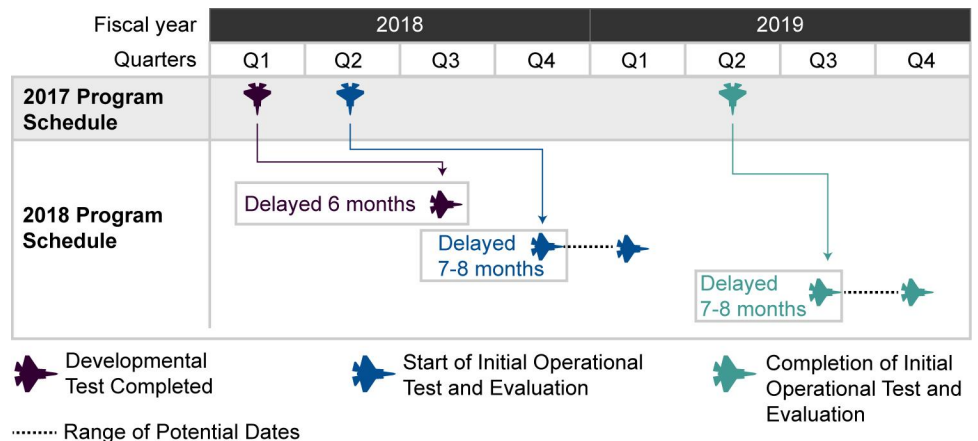 Fiscal year 2018 2019
Quarters Q1 Q2 Q3 Q4 Q1 Q2 Q3 Q4
2017 Program
Schedule
2018 Program
Schedule
Delayed 6 months
Delayed
7-8 months
Delayed
7-8 months
Developmental
Test Completed
Start of Initial Operational
Test and Evaluation
Completion of Initial
Operational Test and
Evaluation
Range of Potential Dates